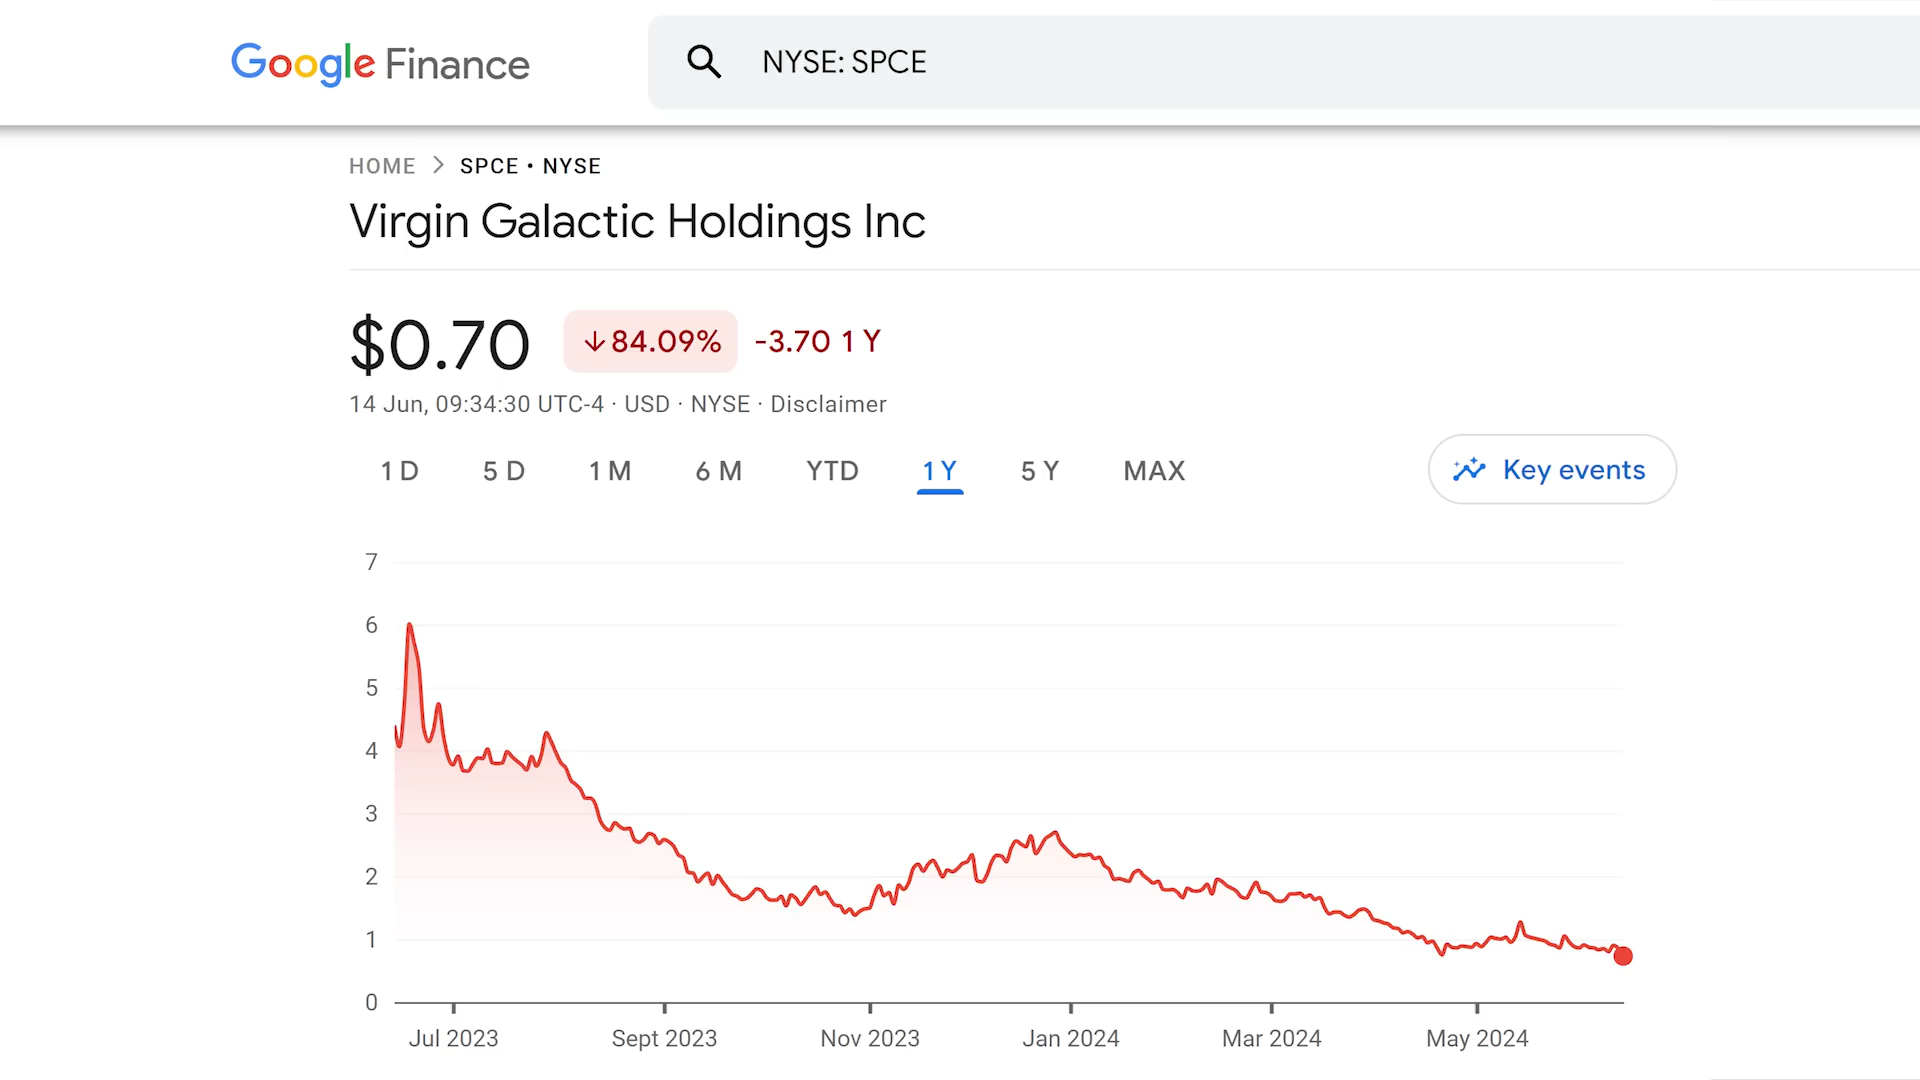 Google Finance
NYSE: SPCE
HOME > SPCE • NYSE
Virgin Galactic Holdings Inc
$0.70 ↓84.09% -3.70 1 Y
14 Jun, 09:34:30 UTC-4 · USD · NYSE · Disclaimer
1 D 5 D 1 M 6 M YTD 1 Y 5 Y MAX
Key events
7
6
5
4
3
2
1
0
Jul 2023 Sept 2023 Nov 2023 Jan 2024 Mar 2024 May 2024